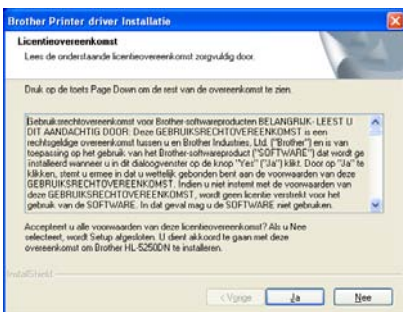 Brother Printer driver Installatie
Licentieovereenkomst
Lees de onderstaande licentieovereenkomst zorgvuldig door.
Druk op de toets Page Down om de rest van de overeenkomst te zien.
Gebruiksrechtovereenkomst voor Brother-softwareproducten BELANGRIJK- LEEST U
DIT AANDACHTIG DOOR: Deze GEBRUIKSRECHTOVEREENKOMST is een
rechtsgeldige overeenkomst tussen u en Brother Industries, Ltd. ("Brother") en is van
toepassing op het gebruik van het Brother-softwareproduct ("SOFTWARE") dat wordt ge
installeerd wanneer u in dit dialoogvenster op de knop "Yes" ("Ja") klikt. Door op "Ja" te
klikken, stemt u ermee in dat u wettelijk gebonden bent aan de voorwaarden van deze
GEBRUIKSRECHTOVEREENKOMST. Indien u niet instemt met de voorwaarden van
deze GEBRUIKSRECHTOVEREENKOMST, wordt geen licentie verstrekt voor het
gebruik van de SOFTWARE. In dat geval mag u de SOFTWARE niet gebruiken.
Accepteert u alle voorwaarden van deze licentieovereenkomst? Als u Nee
selecteert, wordt Setup afgesloten. U dient akkoord te gaan met deze
overeenkomst om Brother HL-5250DN te installeren.
InstallShield
< Vorige
Ja
Nee